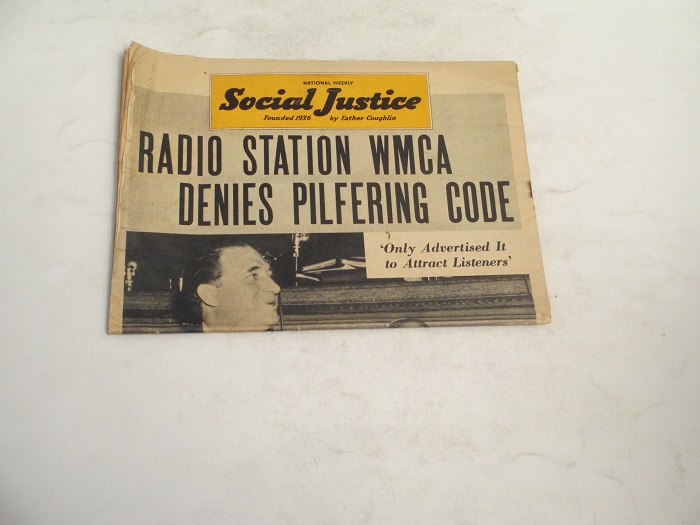 NATIONAL WEEKLY
Social Justice
Founded 1936 by Father Coughlin
RADIO STATION WMCA
DENIES PILFERING CODE
'Only Advertised It
to Attract Listeners'